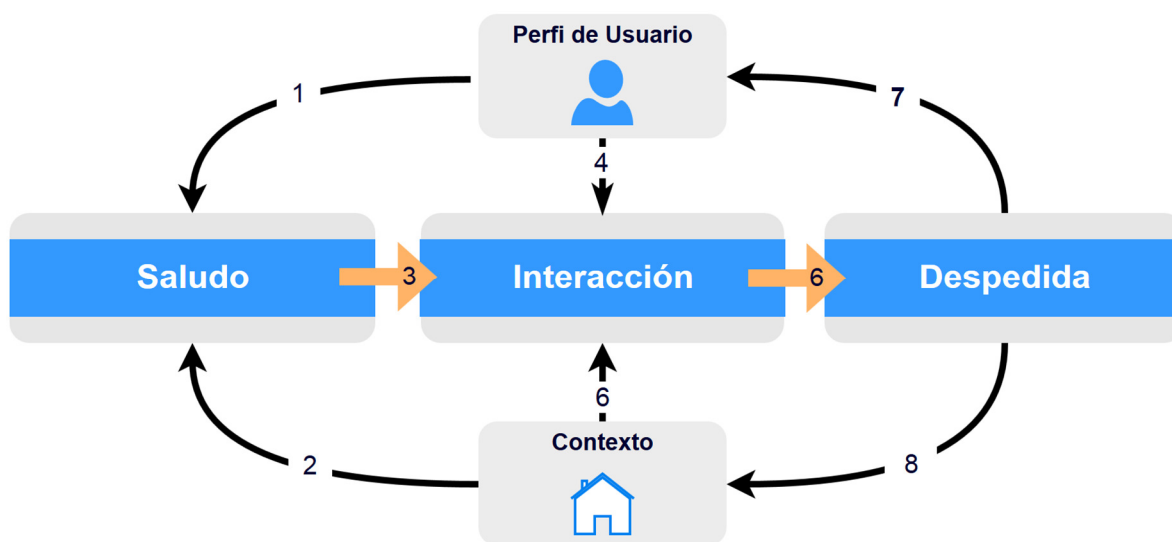 Perfi de Usuario
1
7
4
Saludo
3
Interacción
6
Despedida
6
Contexto
2
8